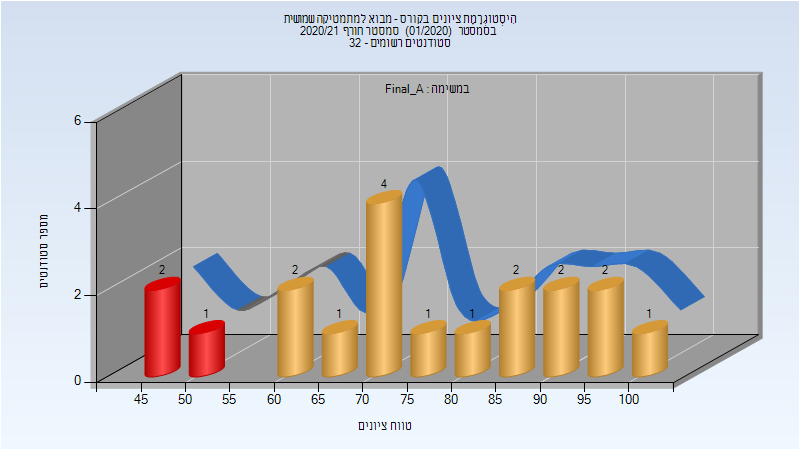 הִיסְטוֹגְרַמַת ציונים בקורס - מבוא למתמטיקה שמושית
בסמסטר (01/2020) סמסטר חורף 2020/21
סטודנטים רשומים - 32
במשימה : Final_A
מספר סטודנטים
6
4
2
0
2
1
2
1
4
1
1
2
2
2
1
45 50 55 60 65 70 75 80 85 90 95 100
טווח ציונים